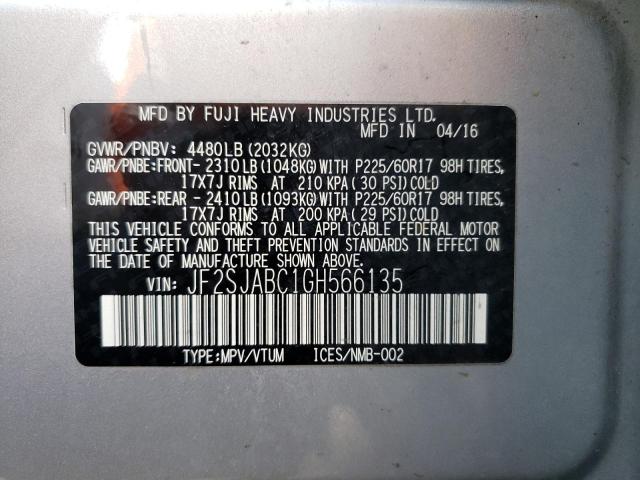 MFD BY FUJI HEAVY INDUSTRIES LTD.
MFD IN 04/16
GVWR/PNBV: 4480LB (2032KG)
GAWR/PNBE:FRONT- 2310LB (1048KG) WITH P225/60R17 98H TIRES,
17X7J RIMS AT 210 KPA (30 PSI) COLD
GAWR/PNBE:REAR - 2410LB (1093KG) WITH P225/60R17 98H TIRES,
17X7J RIMS AT 200 KPA (29 PSI) COLD
THIS VEHICLE CONFORMS TO ALL APPLICABLE FEDERAL MOTOR
VEHICLE SAFETY AND THEFT PREVENTION STANDARDS IN EFFECT ON
THE DATE OF MANUFACTURE SHOWN ABOVE.
VIN: JF2SJABC1GH566135
TYPE:MPV/VTUM ICES/NMB-002